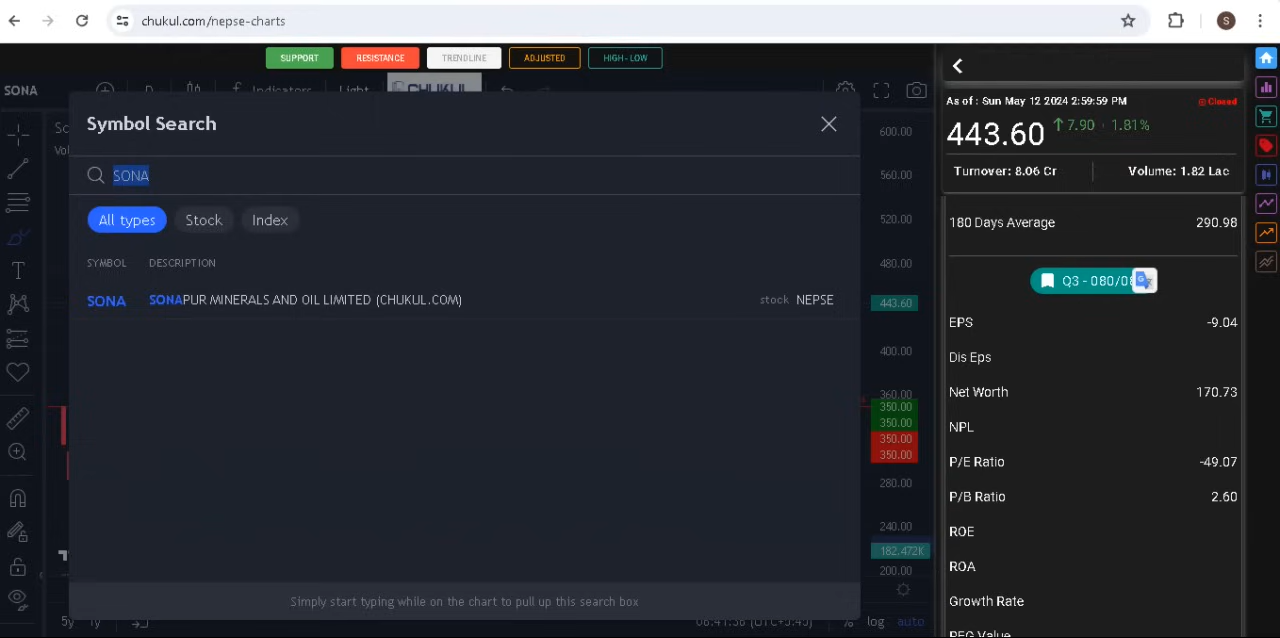 chukul.com/nepse-charts
S
SUPPORT
RESISTANCE
TRENDLINE
ADJUSTED
HIGH-LOW
SONA
D
Indicators
Light
CHUKUL
Symbol Search
SONA
All types
Stock
Index
SYMBOL
DESCRIPTION
SONA
SONAPUR MINERALS AND OIL LIMITED (CHUKUL.COM)
stock NEPSE
Simply start typing while on the chart to pull up this search box
5y
1y
% log auto
600.00
560.00
520.00
480.00
443.60
400.00
360.00
350.00
350.00
350.00
350.00
280.00
240.00
182.472K
200.00
As of : Sun May 12 2024 2:59:59 PM
Closed
443.60
7.90
1.81%
Turnover: 8.06 Cr
Volume: 1.82 Lac
180 Days Average 290.98
EPS -9.04
Dis Eps
Net Worth 170.73
NPL
P/E Ratio -49.07
P/B Ratio 2.60
ROE
ROA
Growth Rate
PEG Value